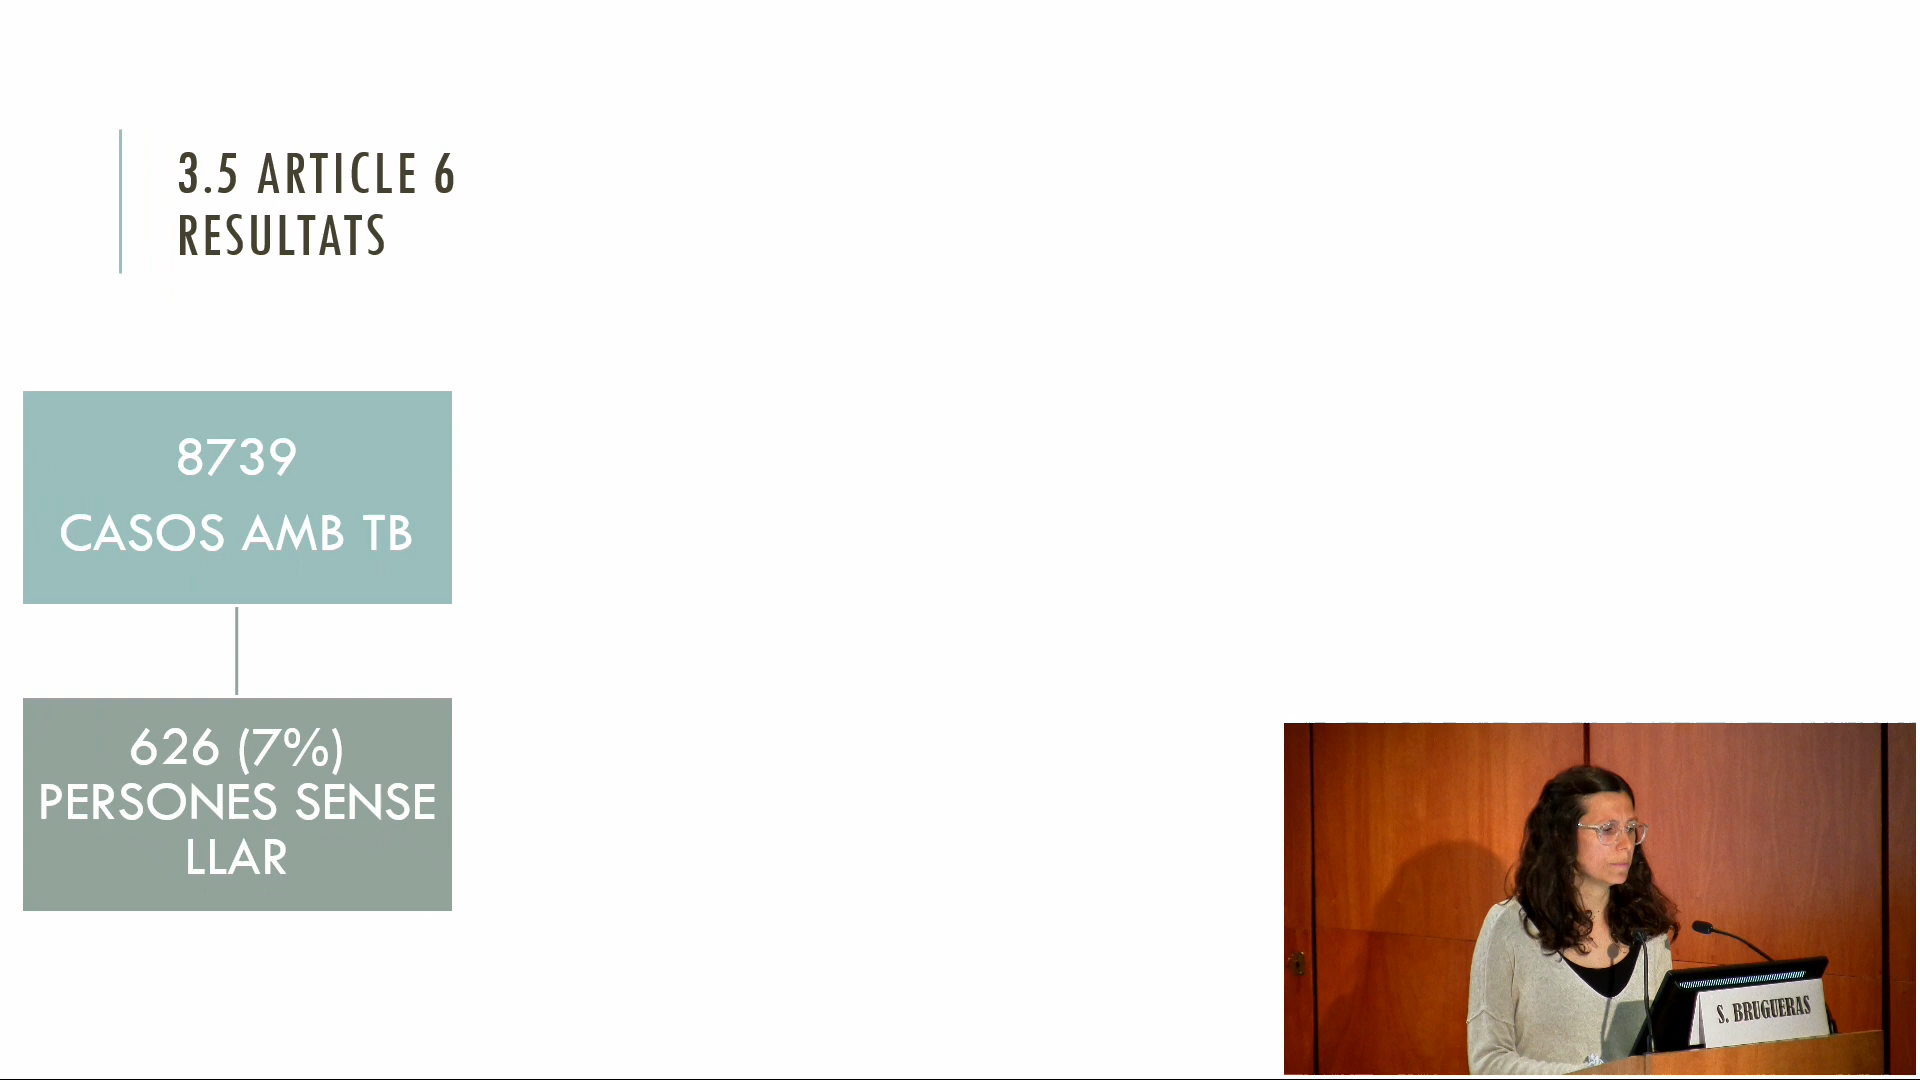 3.5 ARTICLE 6
RESULTATS
8739
CASOS AMB TB
626 (7%)
PERSONES SENSE
LLAR
S. BRUGUERAS